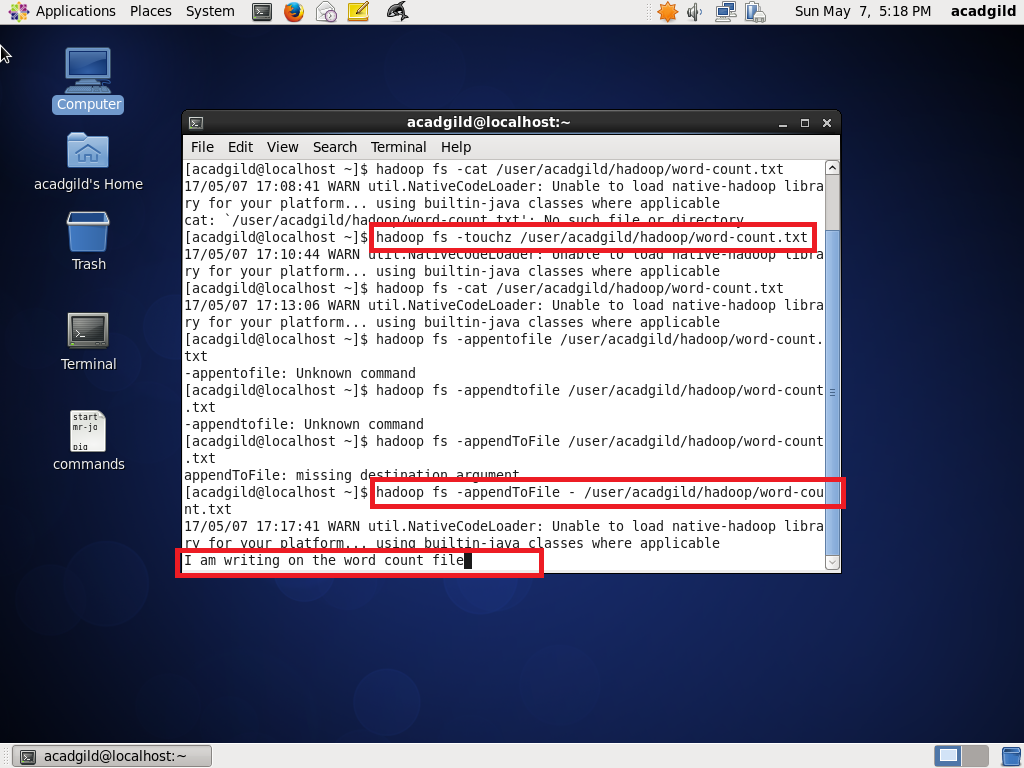 Applications Places System Sun May 7, 5:18 PM acadgild
Computer
acadgild's Home
Trash
Terminal
start
mr-jo
pig
commands
acadgild@localhost:~
File Edit View Search Terminal Help
[acadgild@localhost ~]$ hadoop fs -cat /user/acadgild/hadoop/word-count.txt
17/05/07 17:08:41 WARN util.NativeCodeLoader: Unable to load native-hadoop libra
ry for your platform... using builtin-java classes where applicable
cat: `/user/acadgild/hadoop/word-count.txt': No such file or directory
[acadgild@localhost ~]$ hadoop fs -touchz /user/acadgild/hadoop/word-count.txt
17/05/07 17:10:44 WARN util.NativeCodeLoader: Unable to load native-hadoop libra
ry for your platform... using builtin-java classes where applicable
[acadgild@localhost ~]$ hadoop fs -cat /user/acadgild/hadoop/word-count.txt
17/05/07 17:13:06 WARN util.NativeCodeLoader: Unable to load native-hadoop libra
ry for your platform... using builtin-java classes where applicable
[acadgild@localhost ~]$ hadoop fs -appentofile /user/acadgild/hadoop/word-count.
txt
-appentofile: Unknown command
[acadgild@localhost ~]$ hadoop fs -appendtofile /user/acadgild/hadoop/word-count
.txt
-appendtofile: Unknown command
[acadgild@localhost ~]$ hadoop fs -appendToFile /user/acadgild/hadoop/word-count
.txt
appendToFile: missing destination argument
[acadgild@localhost ~]$ hadoop fs -appendToFile - /user/acadgild/hadoop/word-cou
nt.txt
17/05/07 17:17:41 WARN util.NativeCodeLoader: Unable to load native-hadoop libra
ry for your platform... using builtin-java classes where applicable
I am writing on the word count file
acadgild@localhost:~